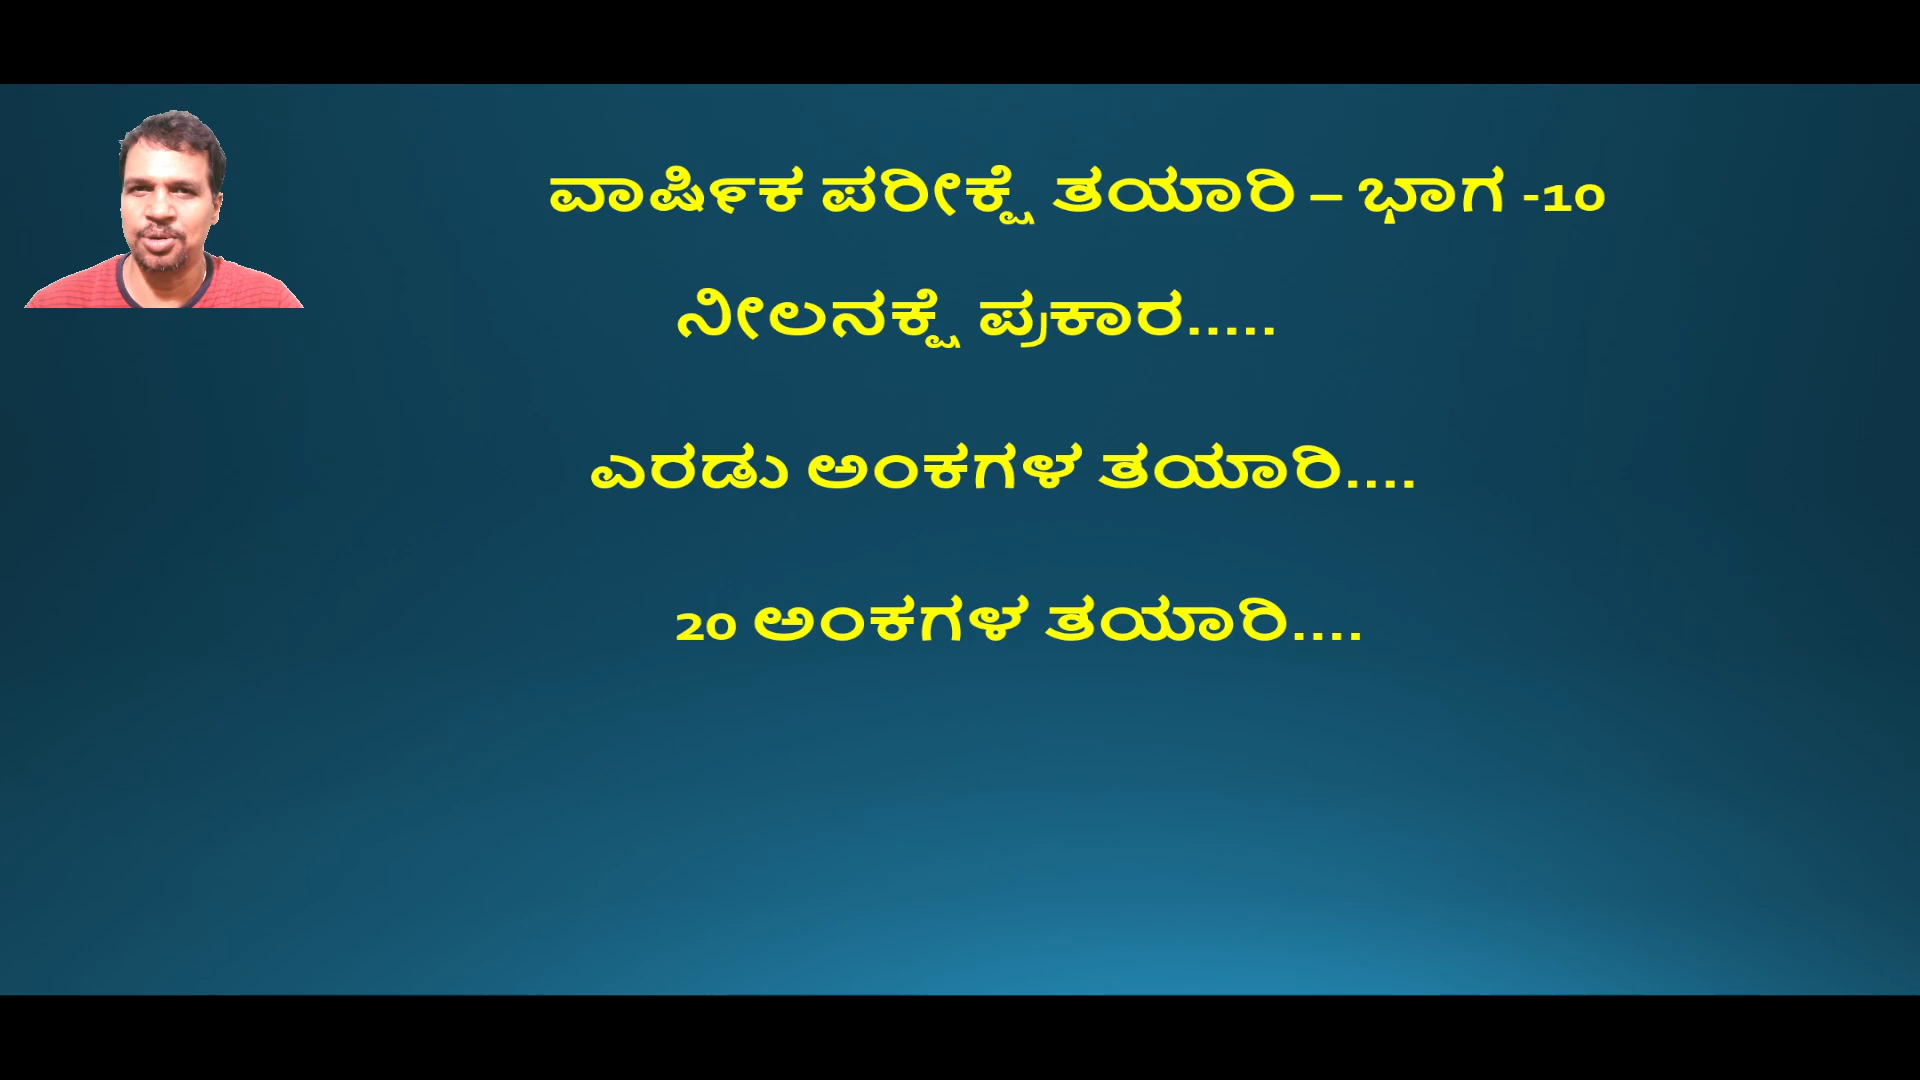 ವಾರ್ಷಿಕ ಪರೀಕ್ಷೆ ತಯಾರಿ – ಭಾಗ -10
ನೀಲನಕ್ಷೆ ಪ್ರಕಾರ.....
ಎರಡು ಅಂಕಗಳ ತಯಾರಿ....
20 ಅಂಕಗಳ ತಯಾರಿ....